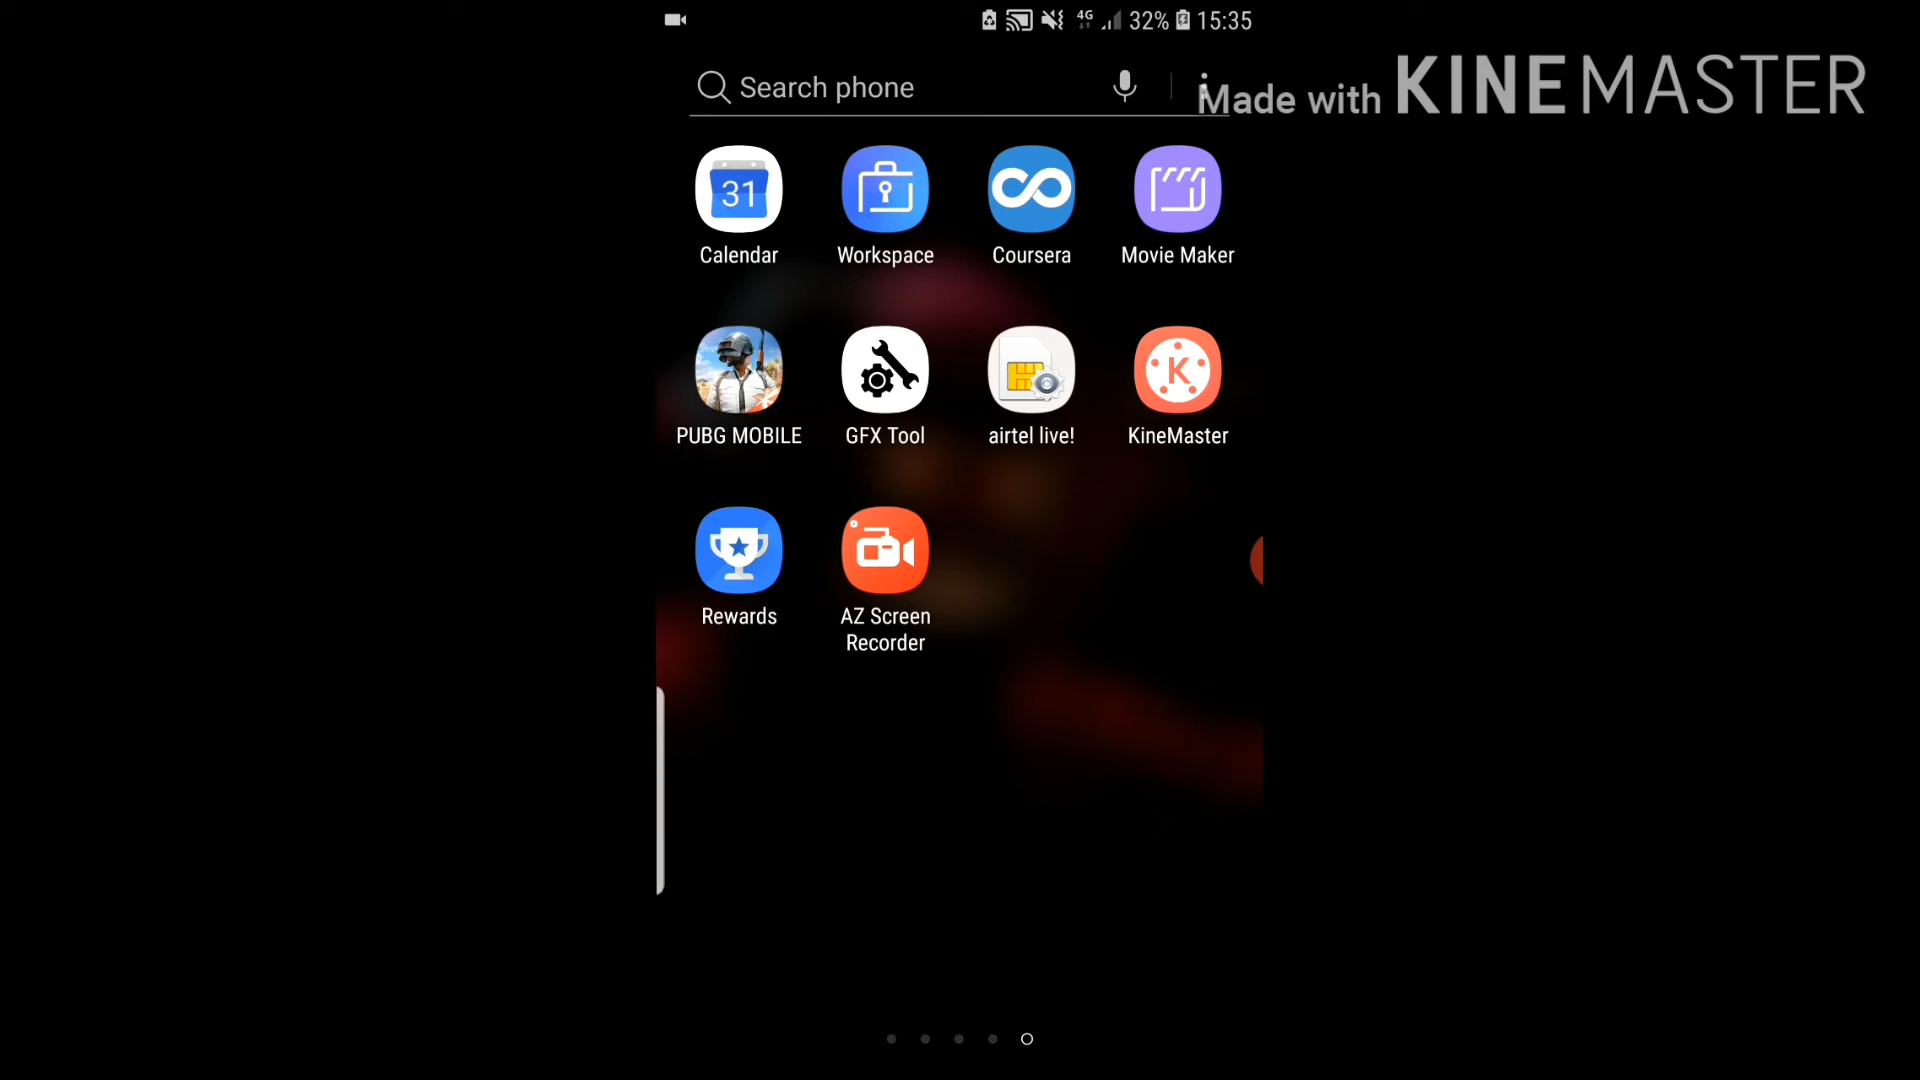 4G 32% 15:35
Search phone
Made with KINEMASTER
31
Calendar Workspace Coursera Movie Maker
K
PUBG MOBILE GFX Tool airtel live! KineMaster
Rewards AZ Screen
Recorder